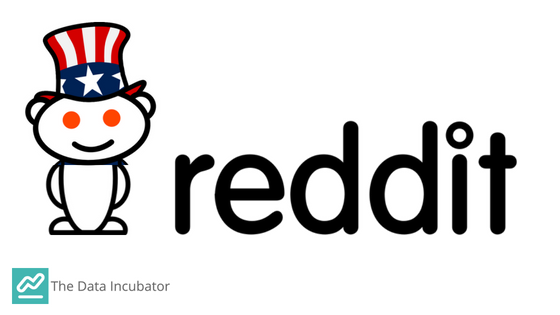 reddit
The Data Incubator